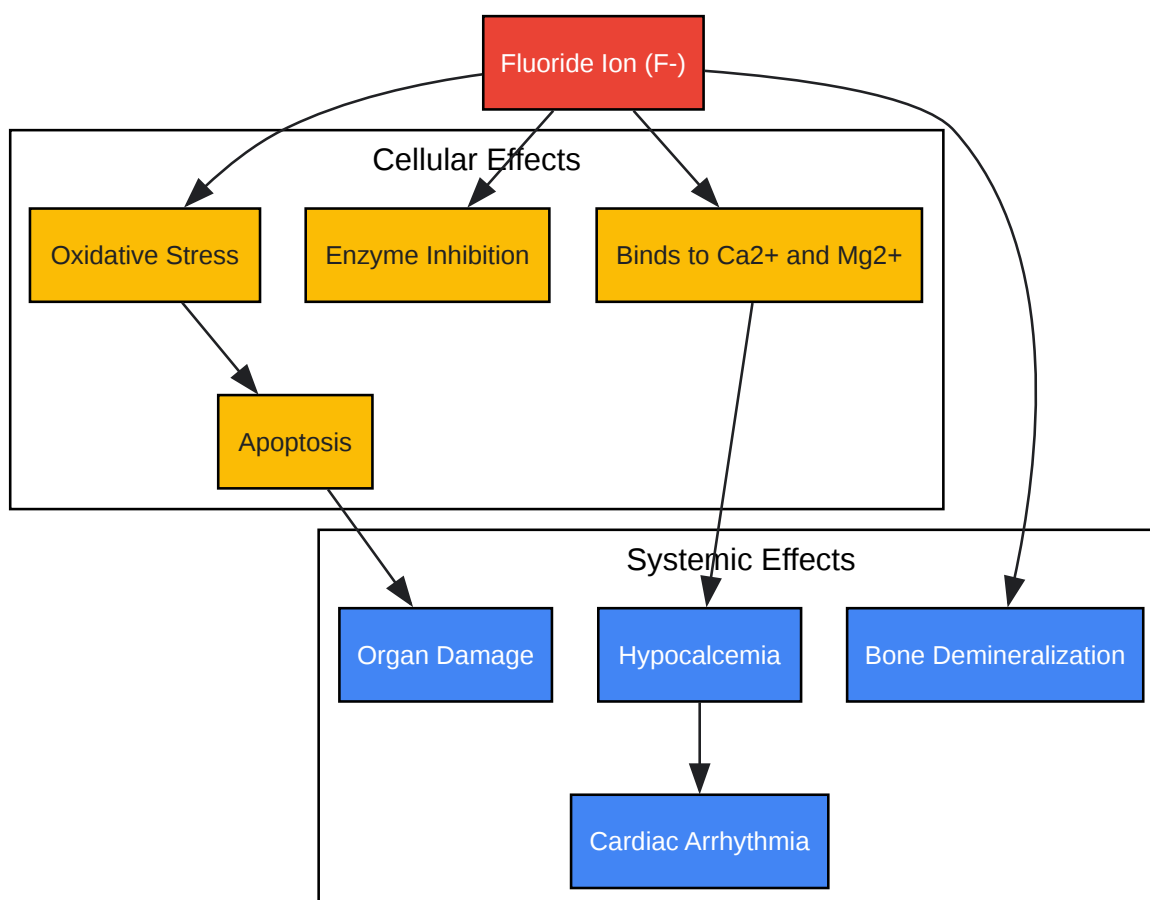 Fluoride Ion (F-)
Cellular Effects
Oxidative Stress
Enzyme Inhibition
Binds to Ca2+ and Mg2+
Apoptosis
Systemic Effects
Organ Damage
Hypocalcemia
Bone Demineralization
Cardiac Arrhythmia